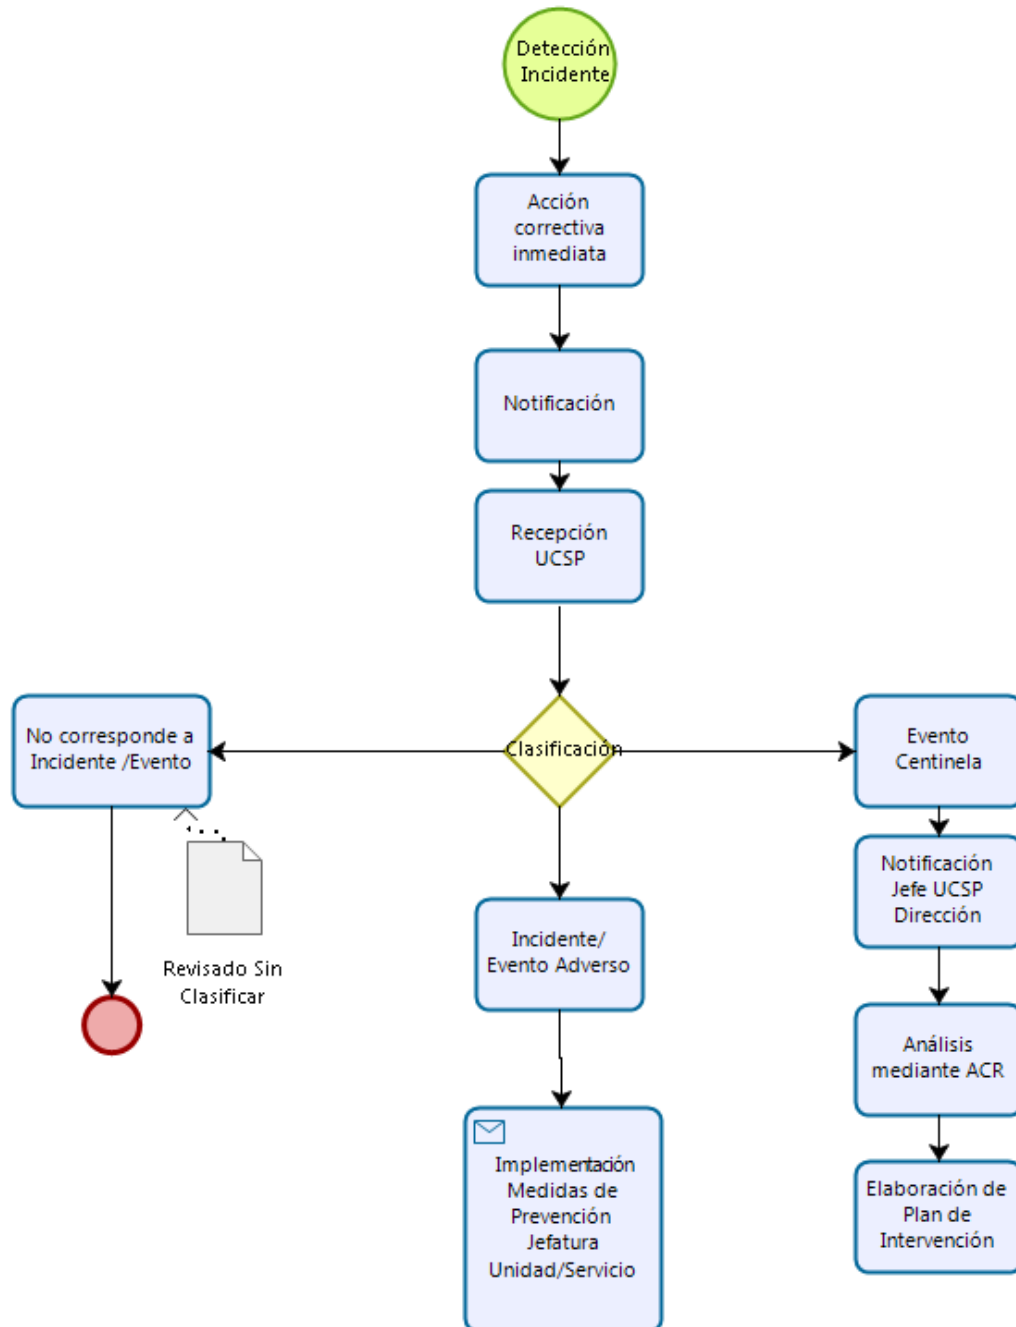 Detección
Incidente
Acción
correctiva
inmediata
Notificación
Recepción
UCSP
Clasificación
No corresponde a
Incidente /Evento
Revisado Sin
Clasificar
Incidente/
Evento Adverso
Implementación
Medidas de
Prevención
Jefatura
Unidad/Servicio
Evento
Centinela
Notificación
Jefe UCSP
Dirección
Análisis
mediante ACR
Elaboración de
Plan de
Intervención